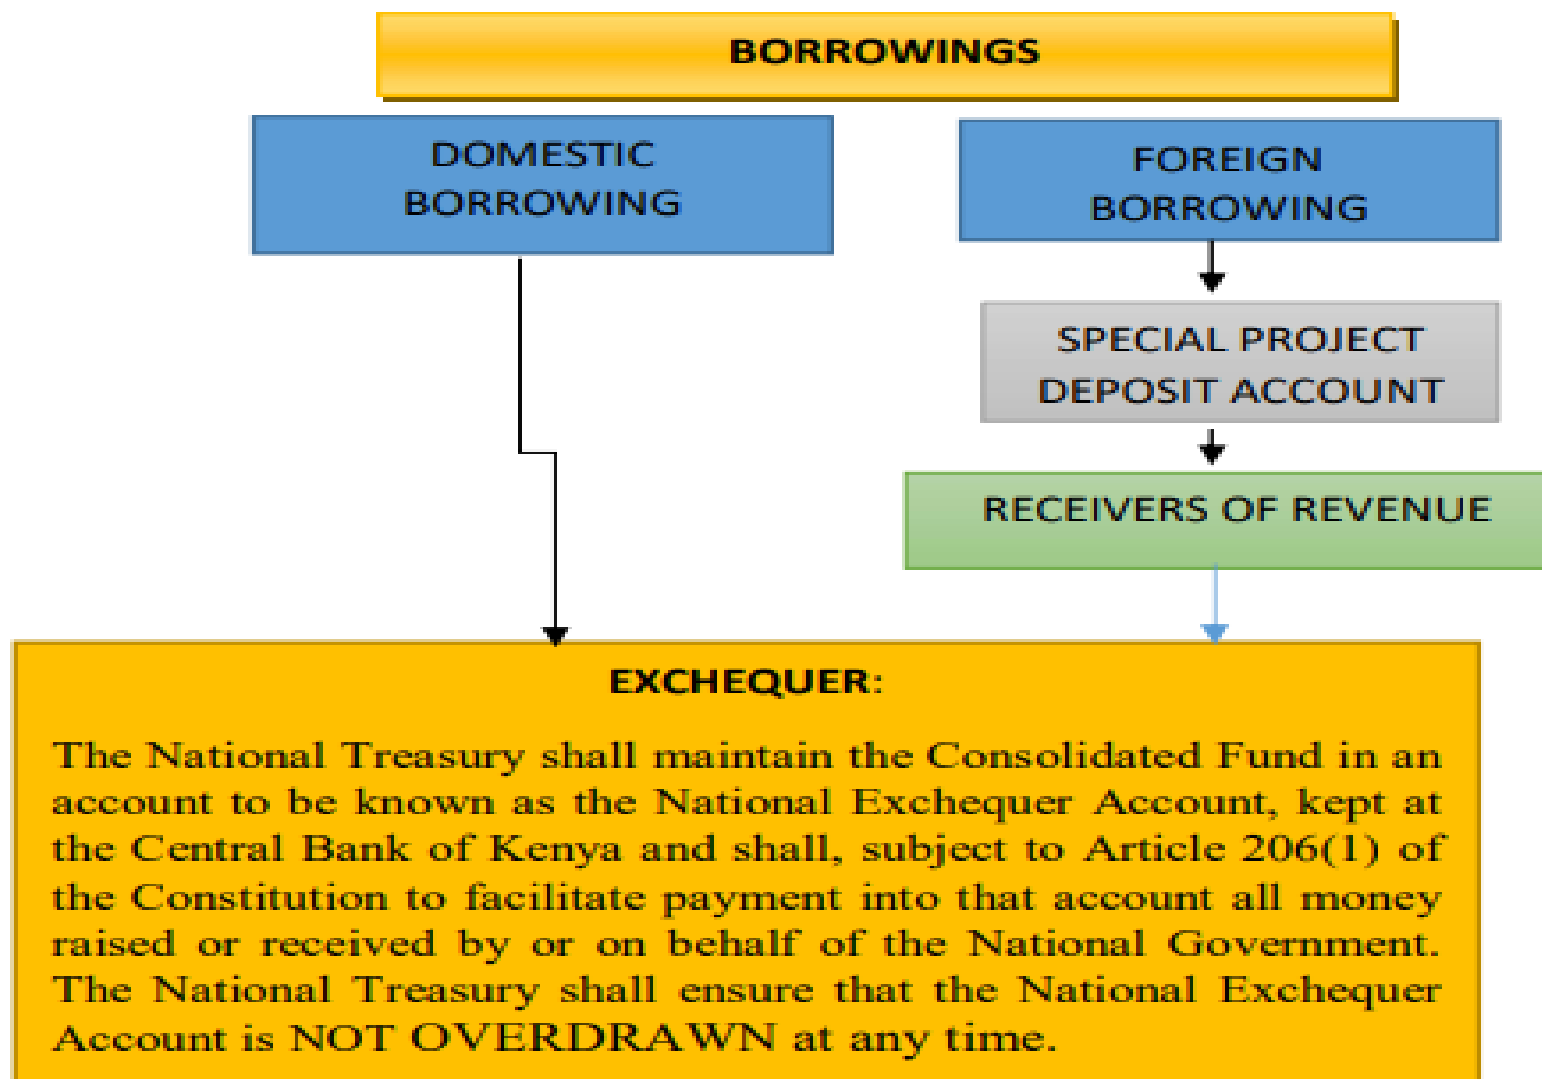 BORROWINGS
DOMESTIC
BORROWING
FOREIGN
BORROWING
SPECIAL PROJECT
DEPOSIT ACCOUNT
RECEIVERS OF REVENUE
EXCHEQUER:
The National Treasury shall maintain the Consolidated Fund in an
account to be known as the National Exchequer Account, kept at
the Central Bank of Kenya and shall, subject to Article 206(1) of
the Constitution to facilitate payment into that account all money
raised or received by or on behalf of the National Government.
The National Treasury shall ensure that the National Exchequer
Account is NOT OVERDRAWN at any time.